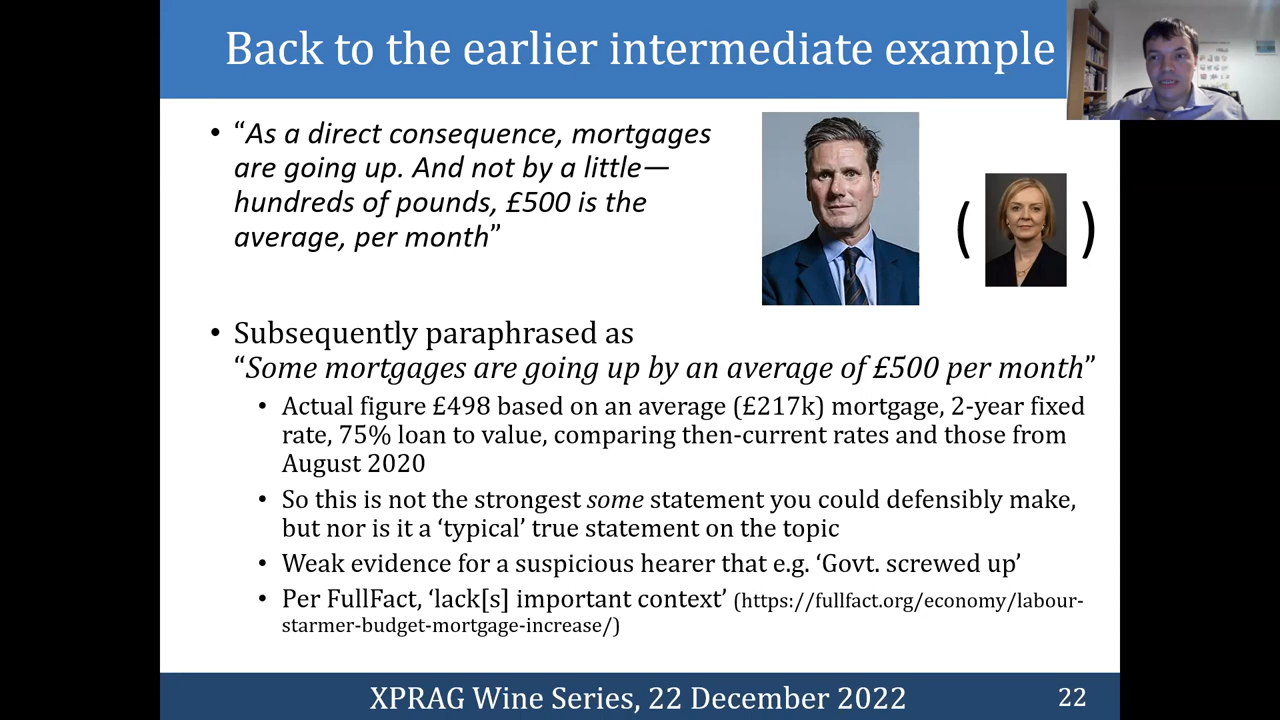 Back to the earlier intermediate example
• “As a direct consequence, mortgages
are going up. And not by a little—
hundreds of pounds, £500 is the
average, per month”
( )
• Subsequently paraphrased as
“Some mortgages are going up by an average of £500 per month”
• Actual figure £498 based on an average (£217k) mortgage, 2-year fixed
rate, 75% loan to value, comparing then-current rates and those from
August 2020
• So this is not the strongest some statement you could defensibly make,
but nor is it a ‘typical’ true statement on the topic
• Weak evidence for a suspicious hearer that e.g. ‘Govt. screwed up’
• Per FullFact, ‘lack[s] important context’ (https://fullfact.org/economy/labour-
starmer-budget-mortgage-increase/)
XPRAG Wine Series, 22 December 2022
22